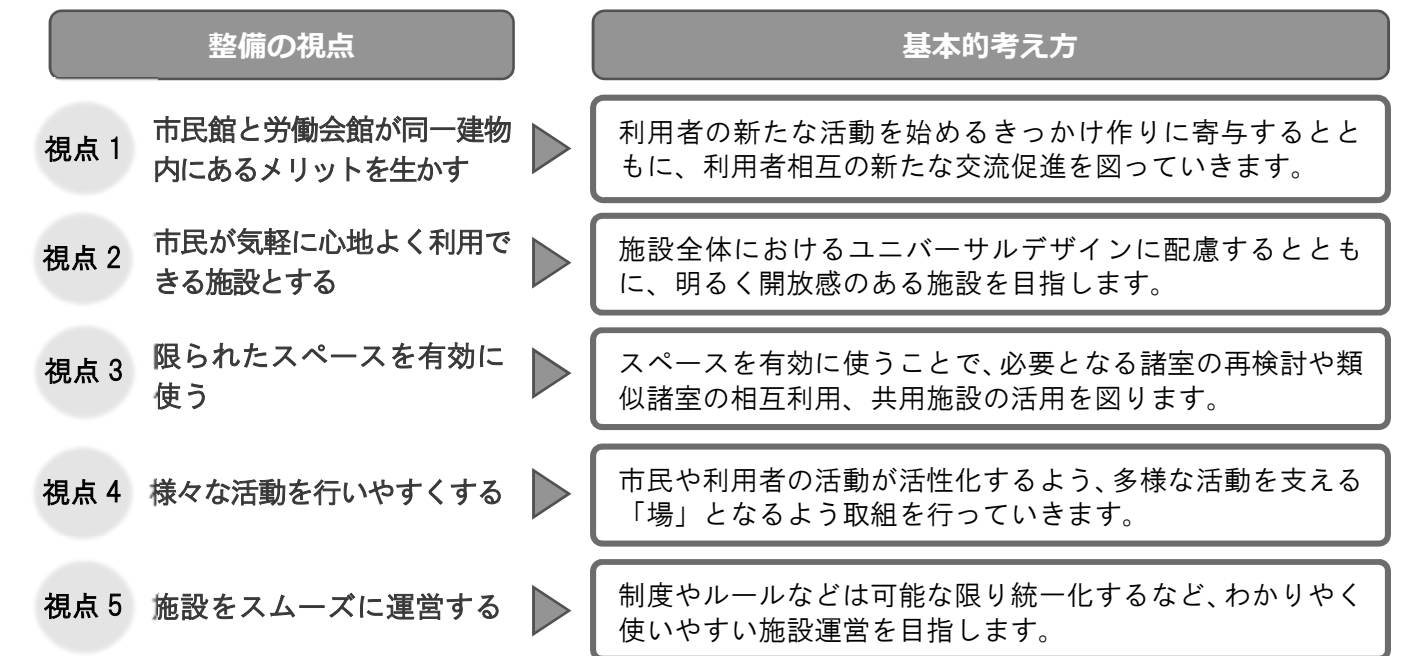 整備の視点
基本的考え方
視点 1
市民館と労働会館が同一建物
内にあるメリットを生かす
利用者の新たな活動を始めるきっかけ作りに寄与するとと
もに、利用者相互の新たな交流促進を図っていきます。
視点 2
市民が気軽に心地よく利用で
きる施設とする
施設全体におけるユニバーサルデザインに配慮するととも
に、明るく開放感のある施設を目指します。
視点 3
限られたスペースを有効に
使う
スペースを有効に使うことで、必要となる諸室の再検討や類
似諸室の相互利用、共用施設の活用を図ります。
視点 4
様々な活動を行いやすくする
市民や利用者の活動が活性化するよう、多様な活動を支える
「場」となるよう取組を行っていきます。
視点 5
施設をスムーズに運営する
制度やルールなどは可能な限り統一化するなど、わかりやく
使いやすい施設運営を目指します。